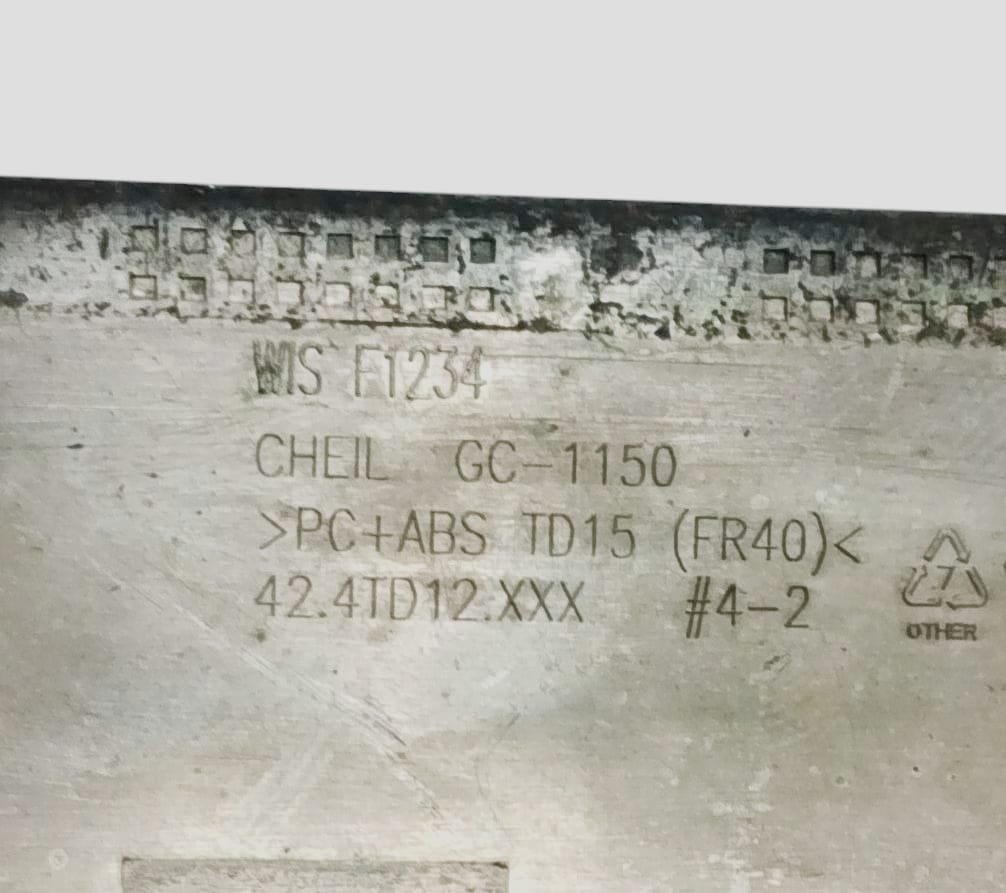 WIS F1234
CHEIL GC-1150
>PC+ABS TD15 (FR40)<
42.4TD12.XXX #4-2
7
OTHER